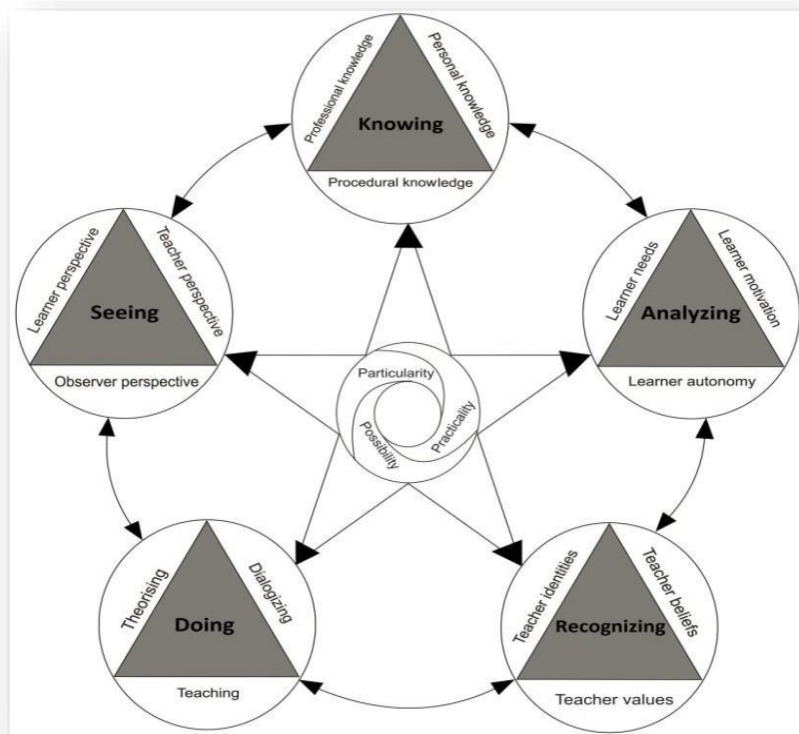 Professional knowledge
Personal knowledge
Knowing
Procedural knowledge
Learner perspective
Teacher perspective
Seeing
Observer perspective
Learner needs
Learner motivation
Analyzing
Learner autonomy
Particularity
Practicality
Possibility
Theorising
Dialogizing
Doing
Teaching
Teacher identities
Teacher beliefs
Recognizing
Teacher values